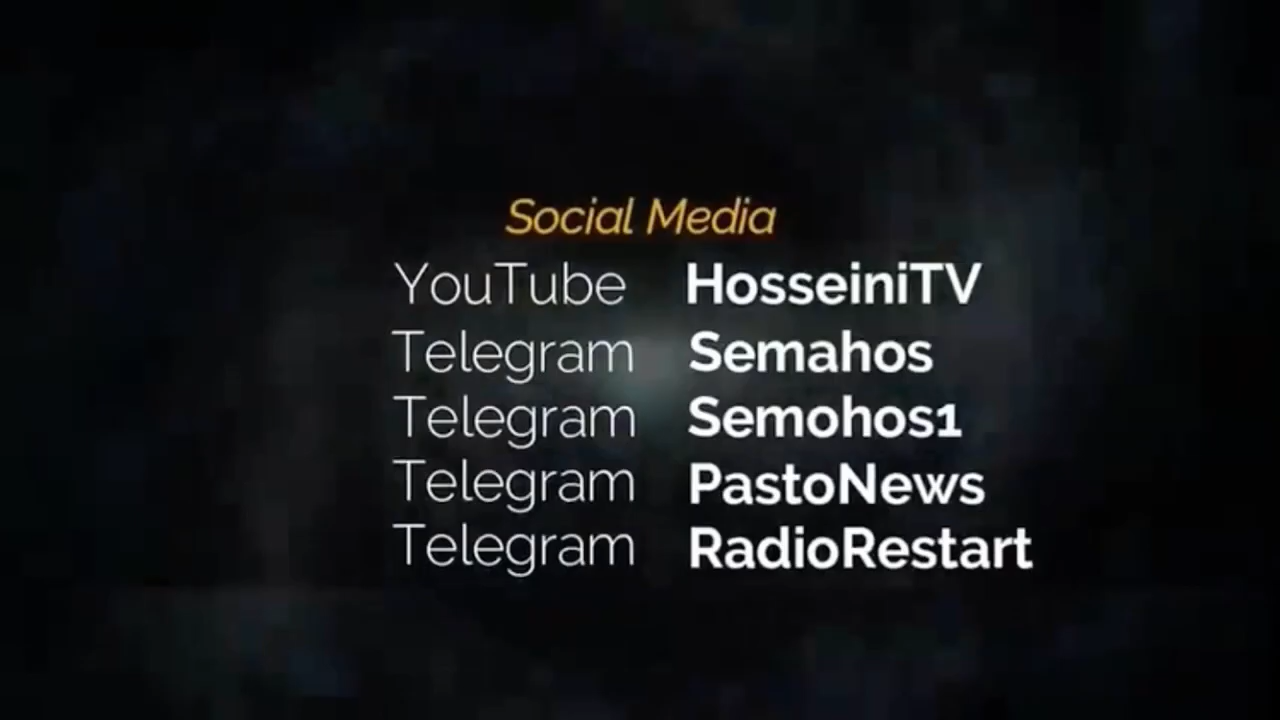 Social Media
YouTube HosseiniTV
Telegram Semahos
Telegram Semohos1
Telegram PastoNews
Telegram RadioRestart